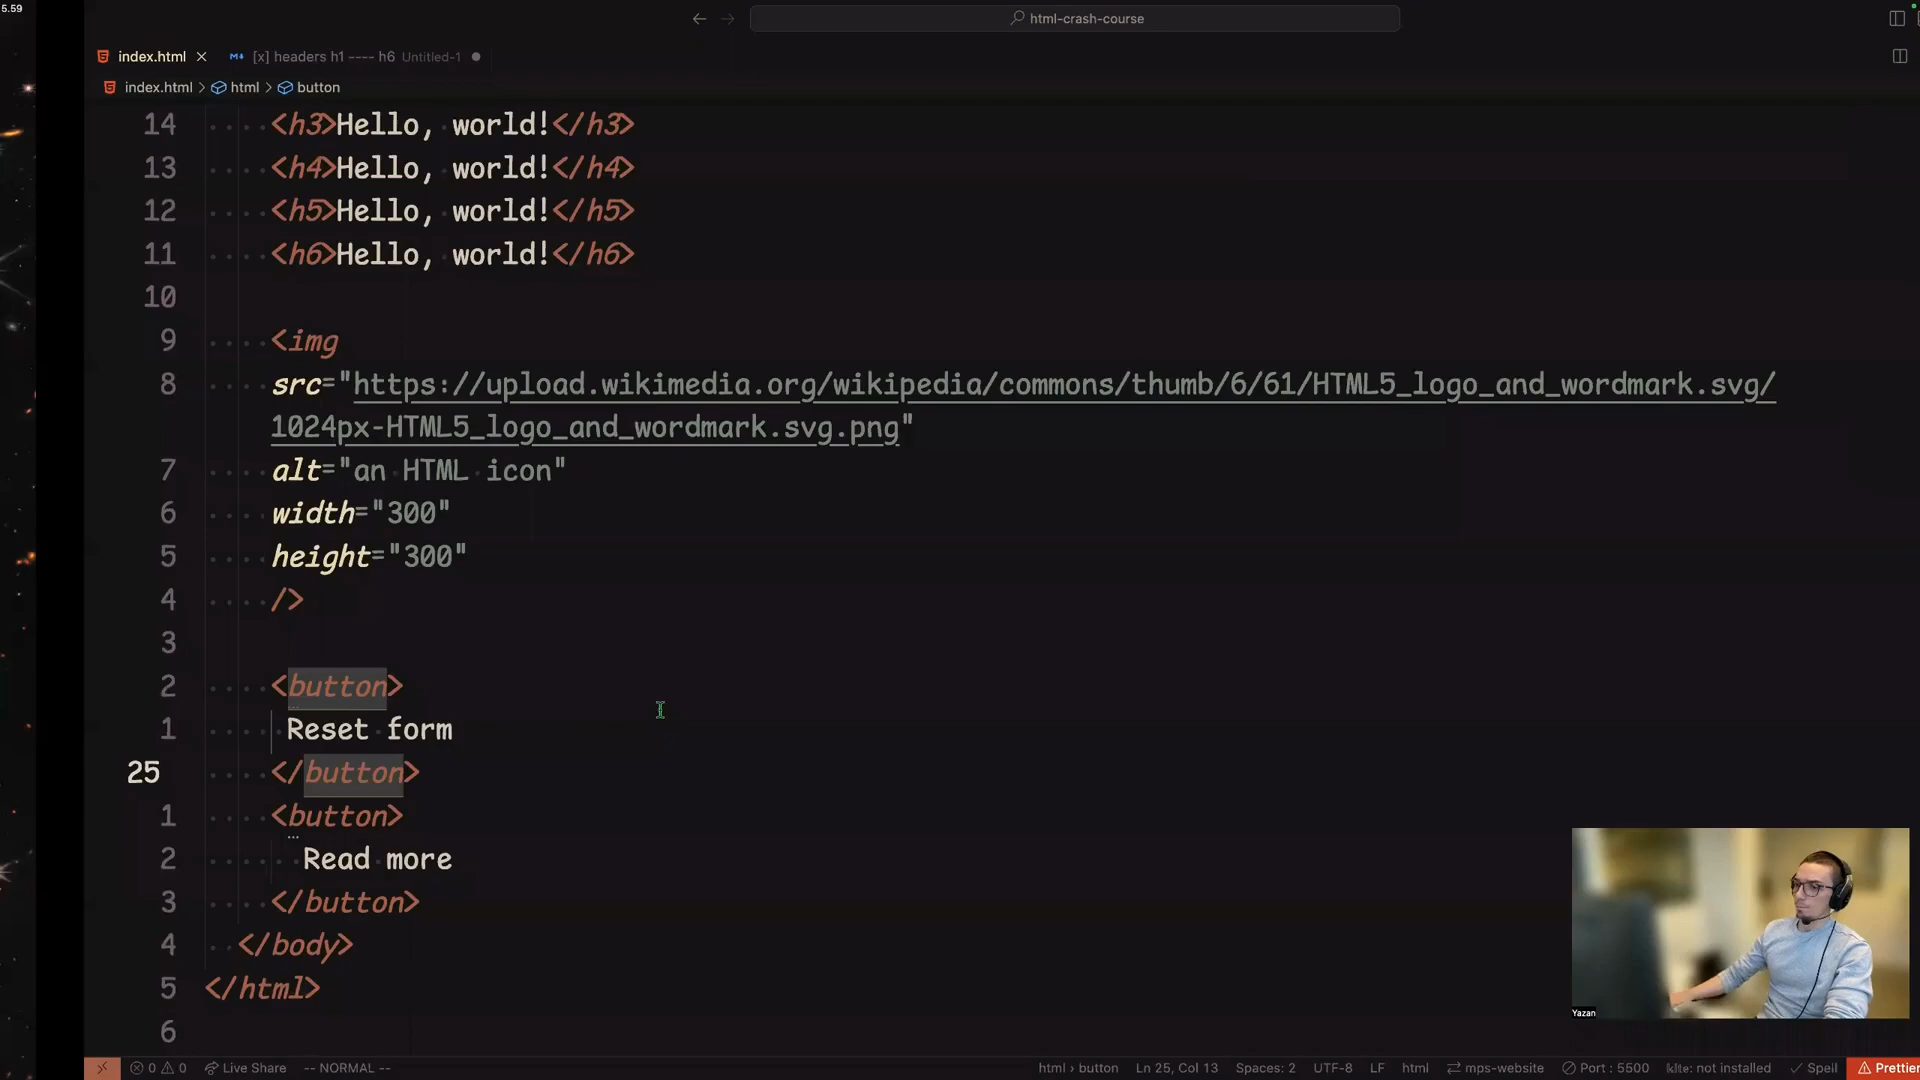 5.59
html-crash-course
index.html [x] headers h1 ---- h6 Untitled-1
index.html > html > button
14 <h3>Hello, world!</h3>
13 <h4>Hello, world!</h4>
12 <h5>Hello, world!</h5>
11 <h6>Hello, world!</h6>
10
9 <img
8 src="https://upload.wikimedia.org/wikipedia/commons/thumb/6/61/HTML5_logo_and_wordmark.svg/
1024px-HTML5_logo_and_wordmark.svg.png"
7 alt="an HTML icon"
6 width="300"
5 height="300"
4 />
3
2 <button>
1 Reset form
25 </button>
1 <button>
2 Read more
3 </button>
4 </body>
5 </html>
6
Yazan
0 0 Live Share -- NORMAL -- html > button Ln 25, Col 13 Spaces: 2 UTF-8 LF html mps-website Port : 5500 kite: not installed Spell Prettier